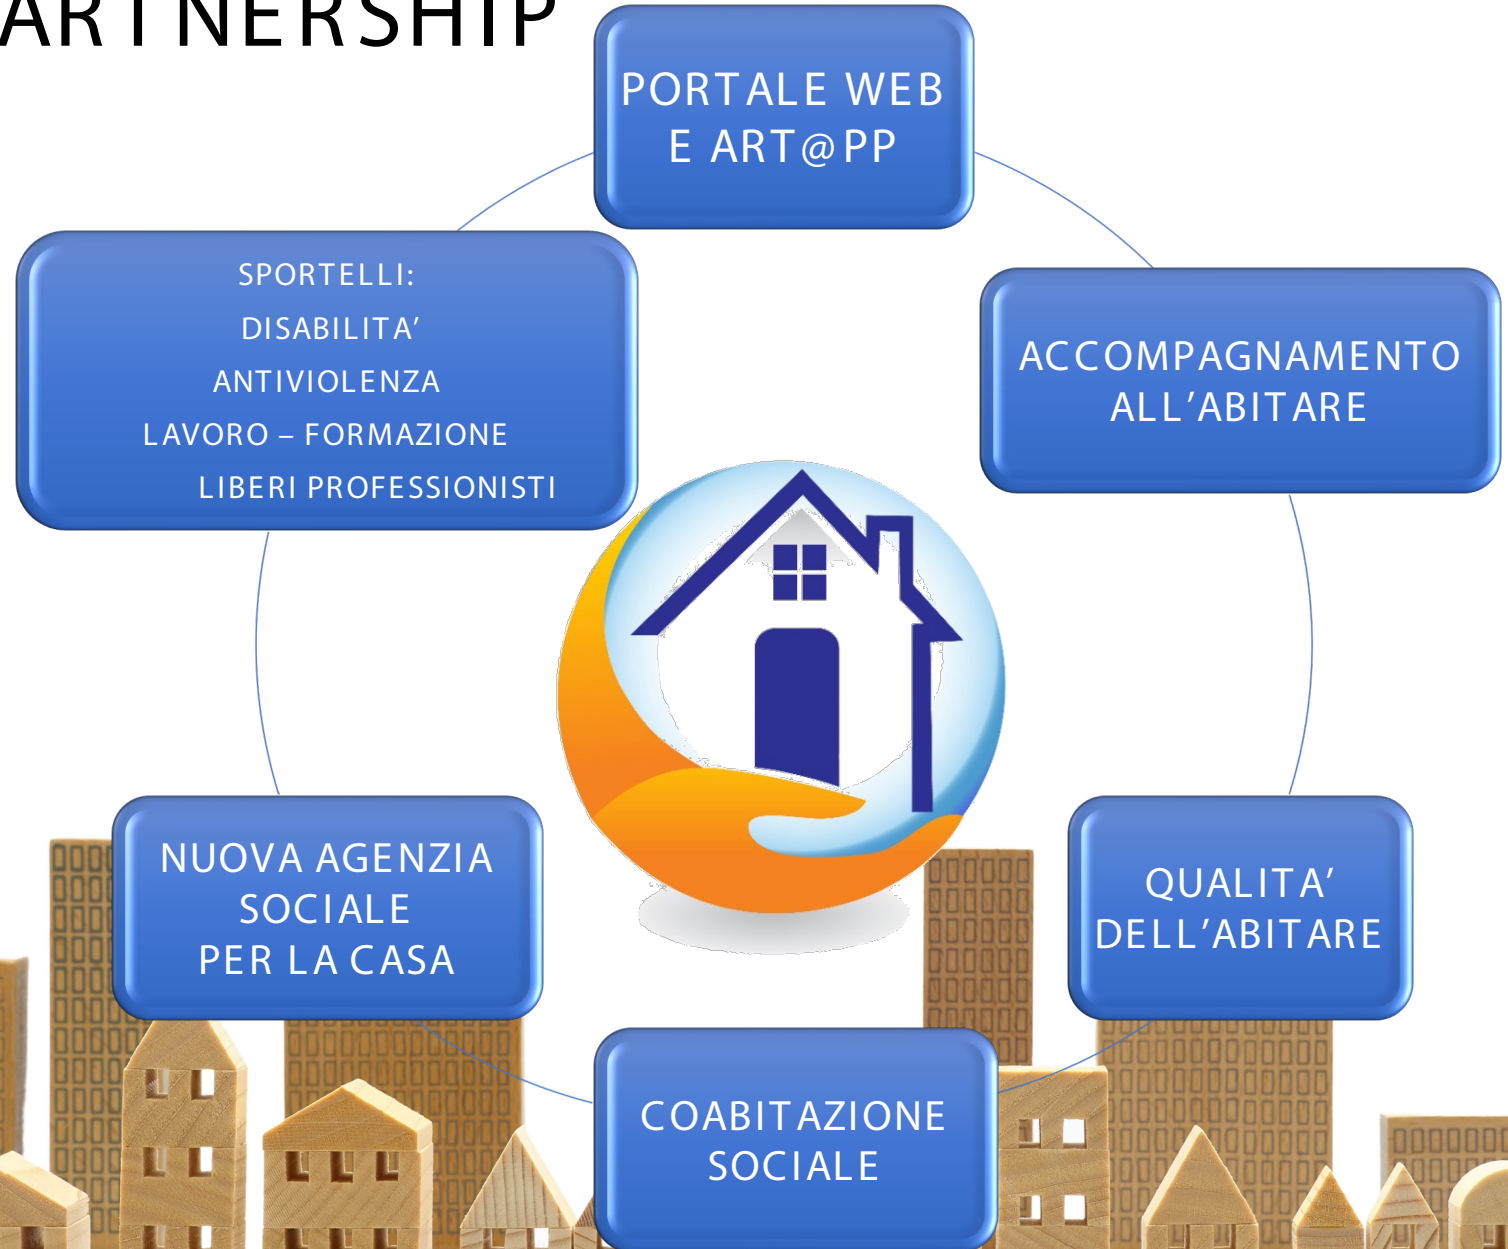 ARTNERSHIP
PORTALE WEB
E ART@PP
SPORTELLI:
DISABILITA’
ANTIVIOLENZA
LAVORO – FORMAZIONE
LIBERI PROFESSIONISTI
ACCOMPAGNAMENTO
ALL’ABITARE
NUOVA AGENZIA
SOCIALE
PER LA CASA
QUALITA’
DELL’ABITARE
COABITAZIONE
SOCIALE